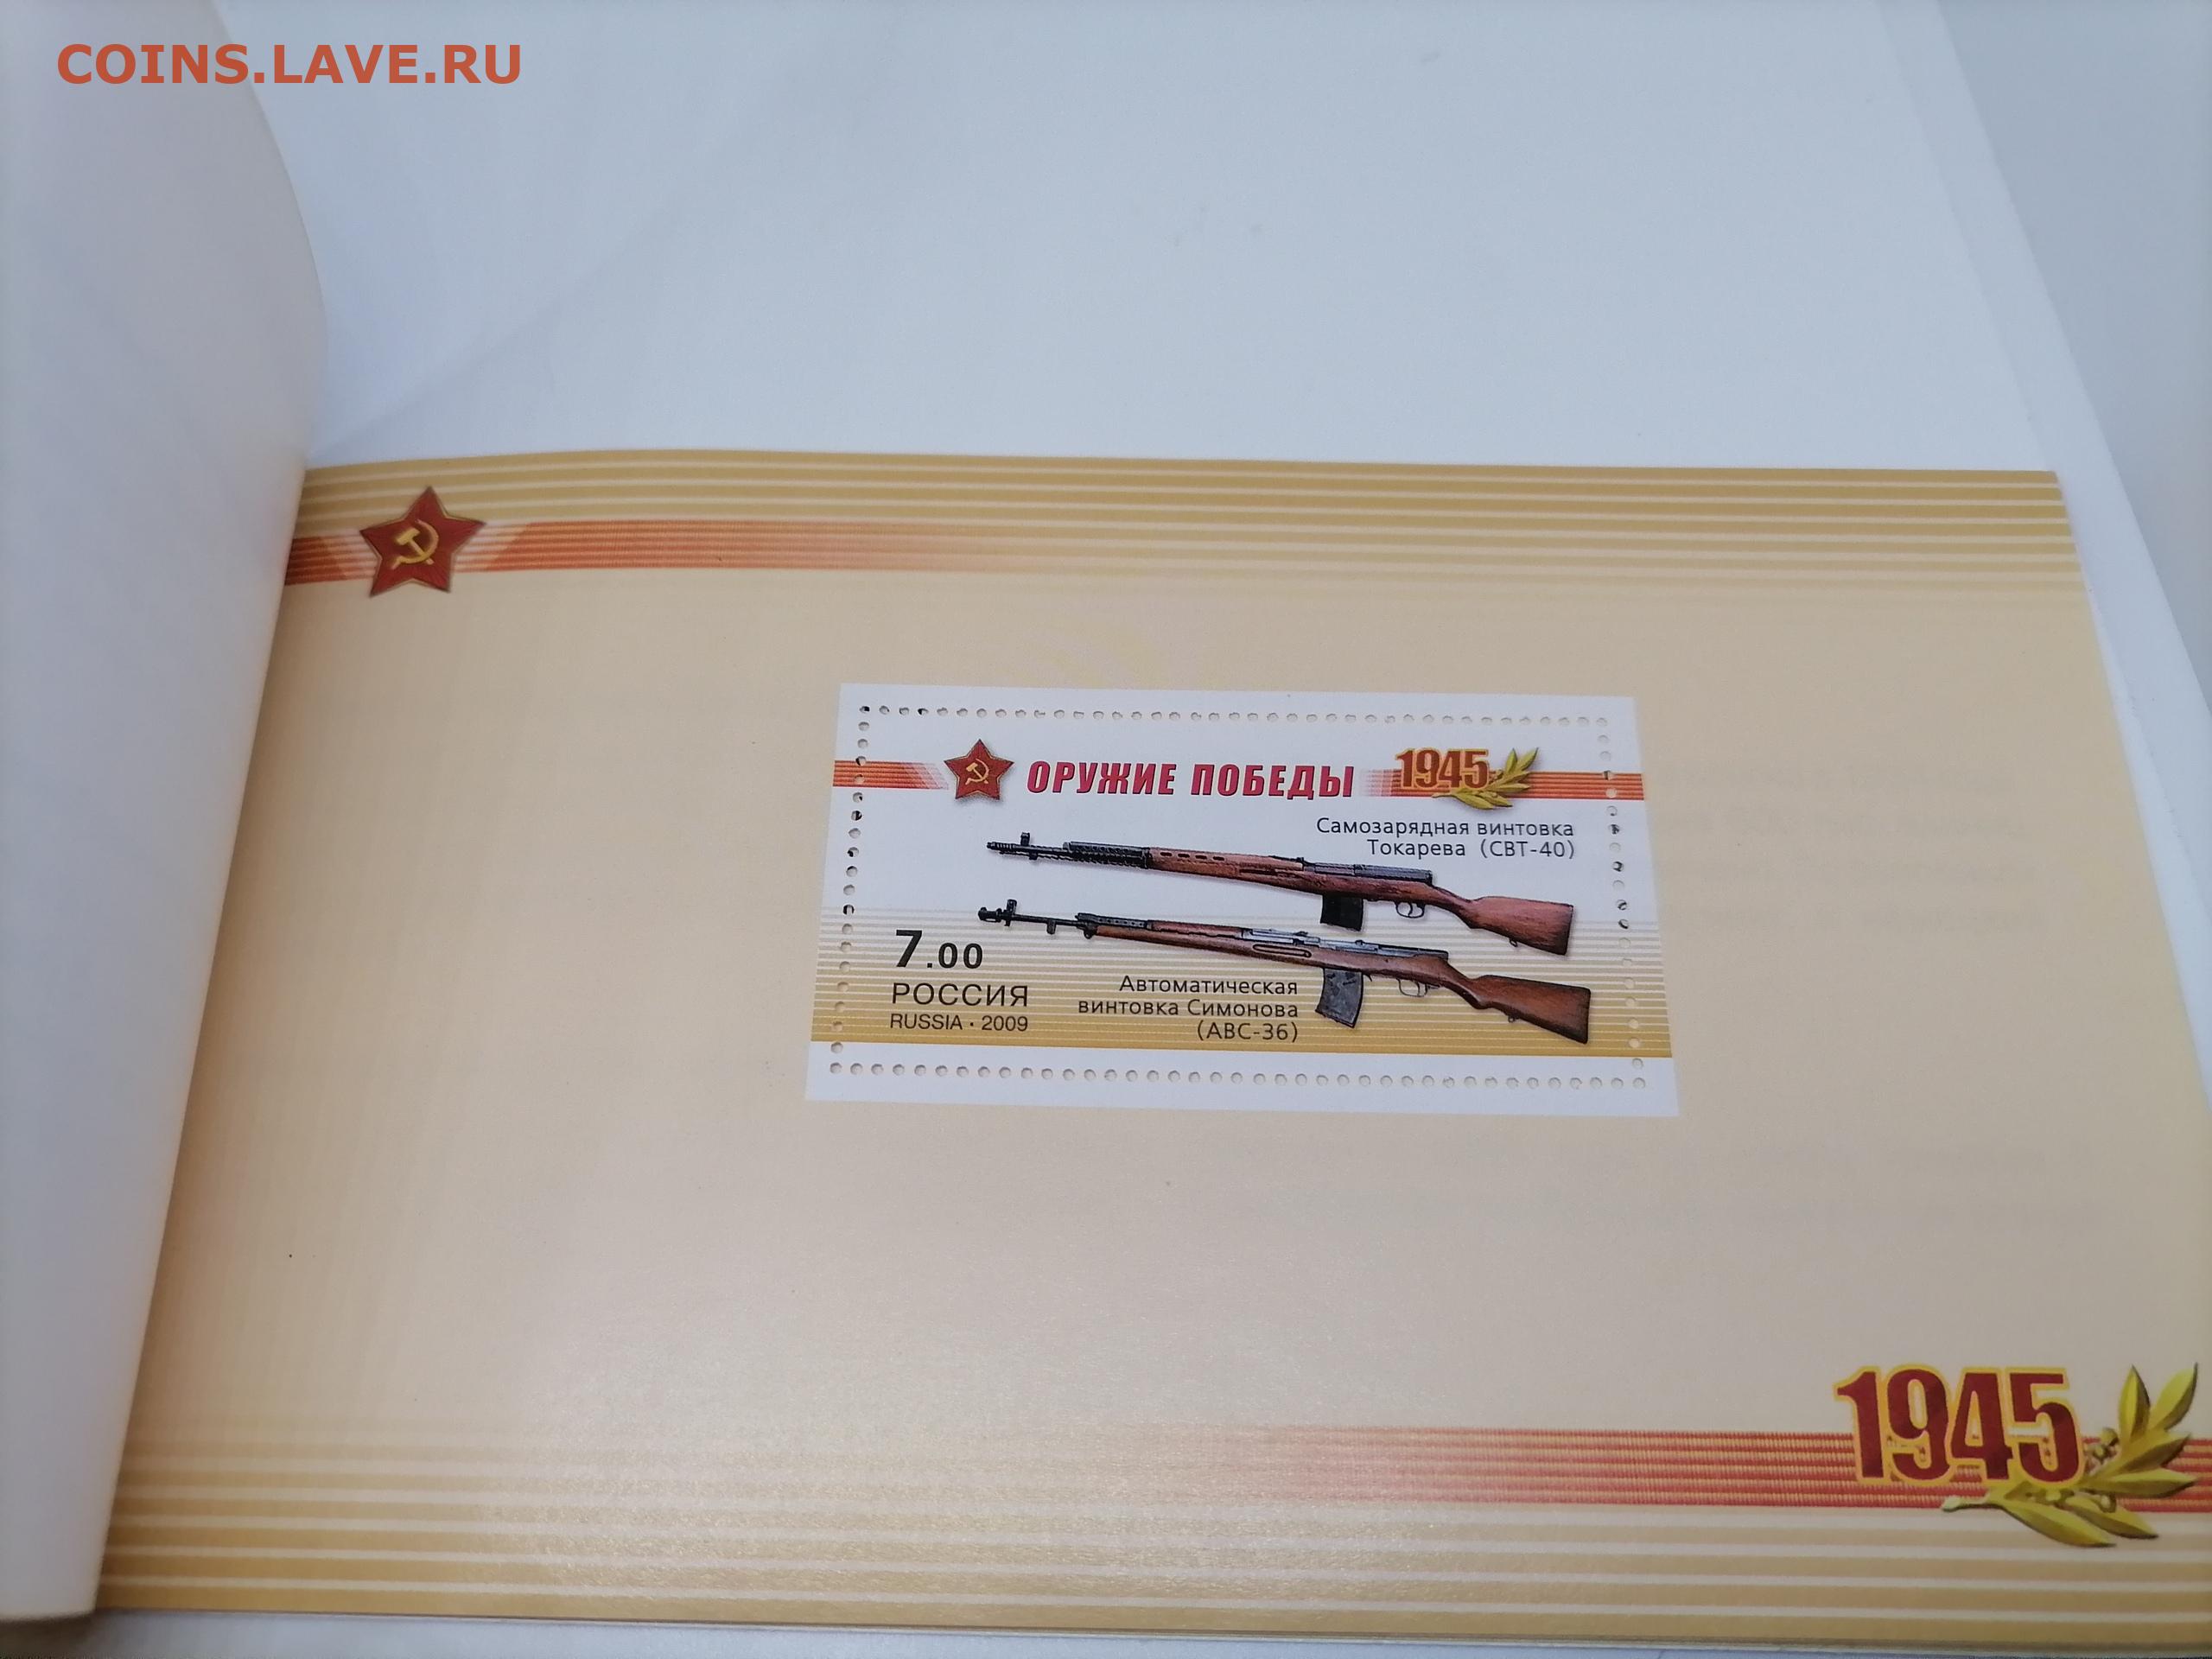 COINS.LAVE.RU
ОРУЖИЕ ПОБЕДЫ 1945
Самозарядная винтовка
Токарева (СВТ-40)
7.00
РОССИЯ
RUSSIA · 2009
Автоматическая
винтовка Симонова
(АВС-36)
1945